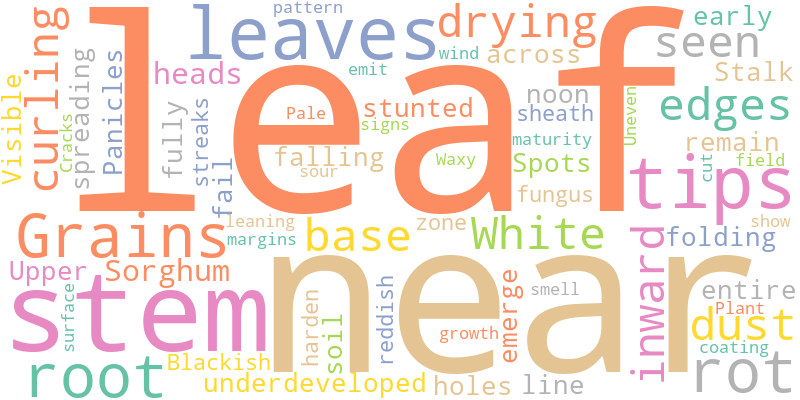 pattern
leaf
leaves
drying
early
seen
wind
across
Stalk
emit
heads
curling
Visible
spreading
Panicles
Cracks
fully
streaks
fail
Pale
stunted
signs
noon
sheath
edges
Uneven
maturity
remain
falling
sour
Waxy
Spots
cut
field
fungus
tips
leaning
margins
zone
show
Grains
base
White
inward
folding
near
Upper
Sorghum
stem
surface
harden
soil
reddish
emerge
smell
growth
entire
Plant
dust
coating
root
Blackish
underdeveloped
holes
line
rot